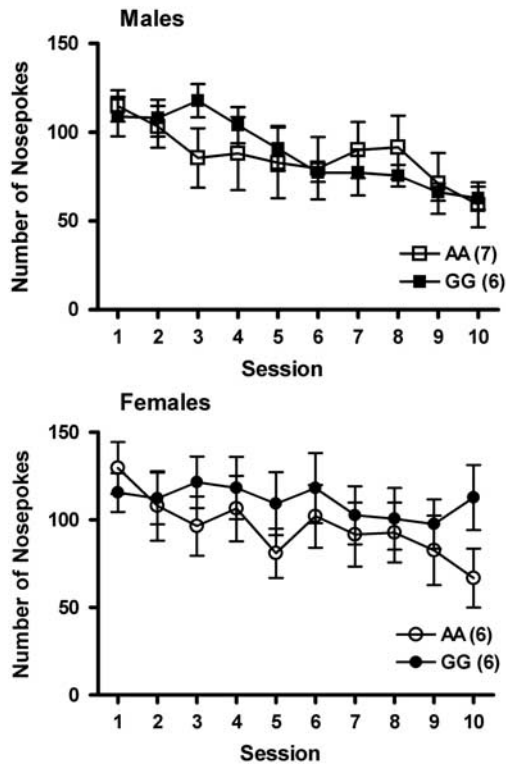 Males
150
100
50
0
Number of Nosepokes
AA (7)
GG (6)
1 2 3 4 5 6 7 8 9 10
Session
Females
150
100
50
0
Number of Nosepokes
AA (6)
GG (6)
1 2 3 4 5 6 7 8 9 10
Session